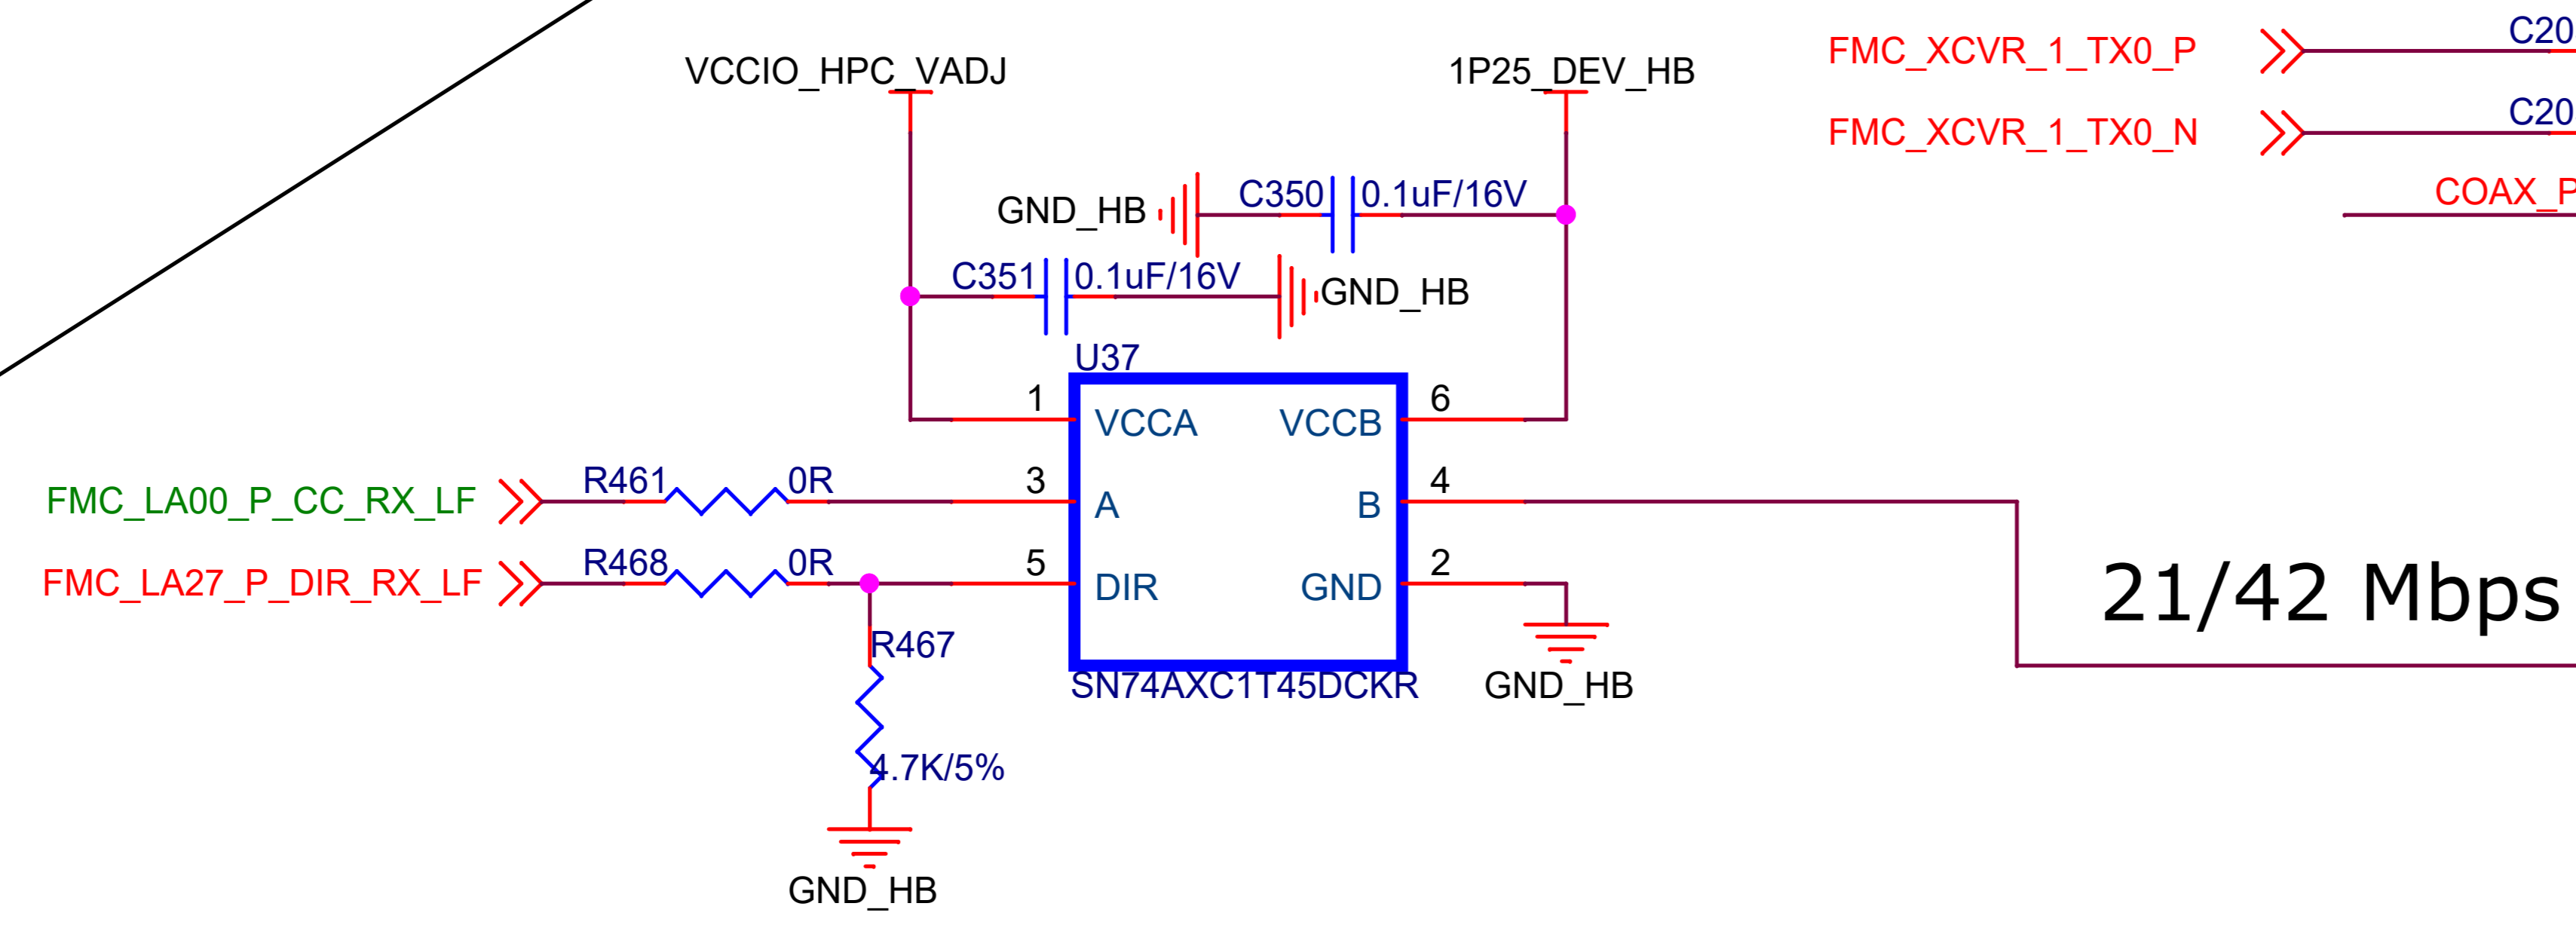 VCCIO_HPC_VADJ
1P25_DEV_HB
FMC_XCVR_1_TX0_P
C20
FMC_XCVR_1_TX0_N
C20
GND_HB
C350
0.1uF/16V
COAX_P
C351
0.1uF/16V
GND_HB
U37
1
VCCA
VCCB
6
FMC_LA00_P_CC_RX_LF
R461
0R
3
A
B
4
FMC_LA27_P_DIR_RX_LF
R468
0R
5
DIR
GND
2
21/42 Mbps
R467
4.7K/5%
SN74AXC1T45DCKR
GND_HB
GND_HB